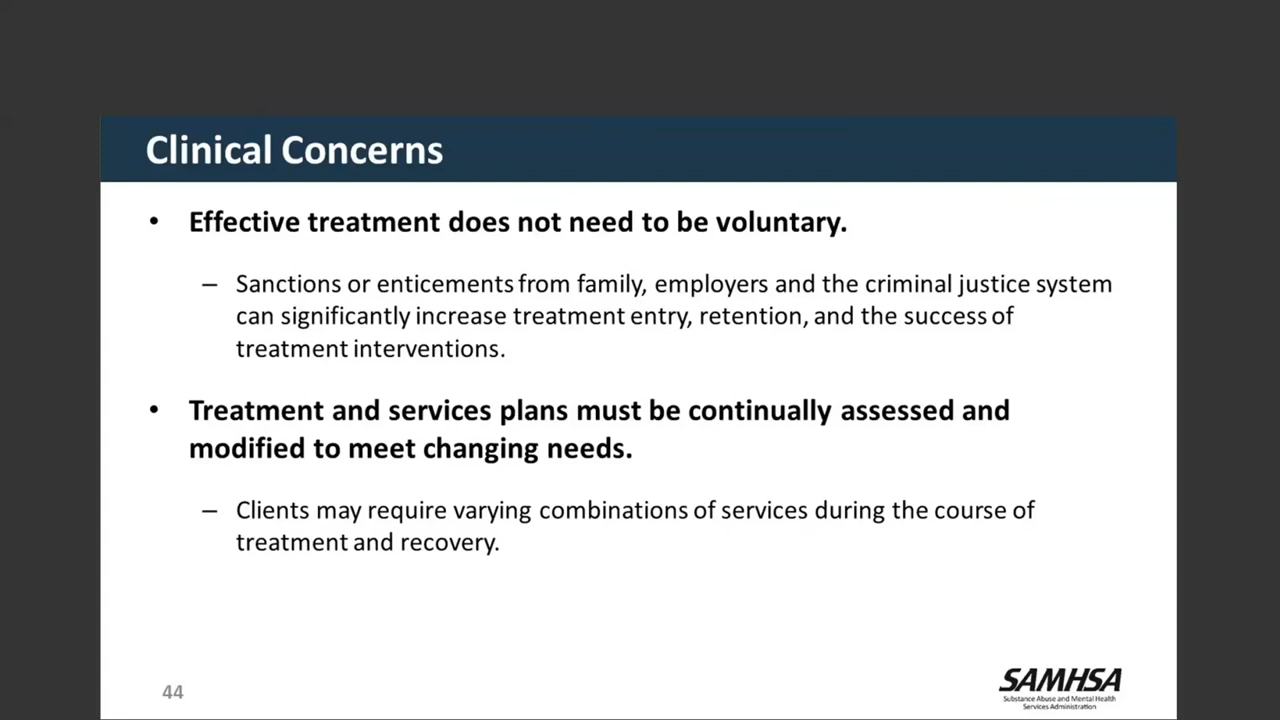 Clinical Concerns
• Effective treatment does not need to be voluntary.
– Sanctions or enticements from family, employers and the criminal justice system
can significantly increase treatment entry, retention, and the success of
treatment interventions.
• Treatment and services plans must be continually assessed and
modified to meet changing needs.
– Clients may require varying combinations of services during the course of
treatment and recovery.
44
SAMHSA
Substance Abuse and Mental Health
Services Administration